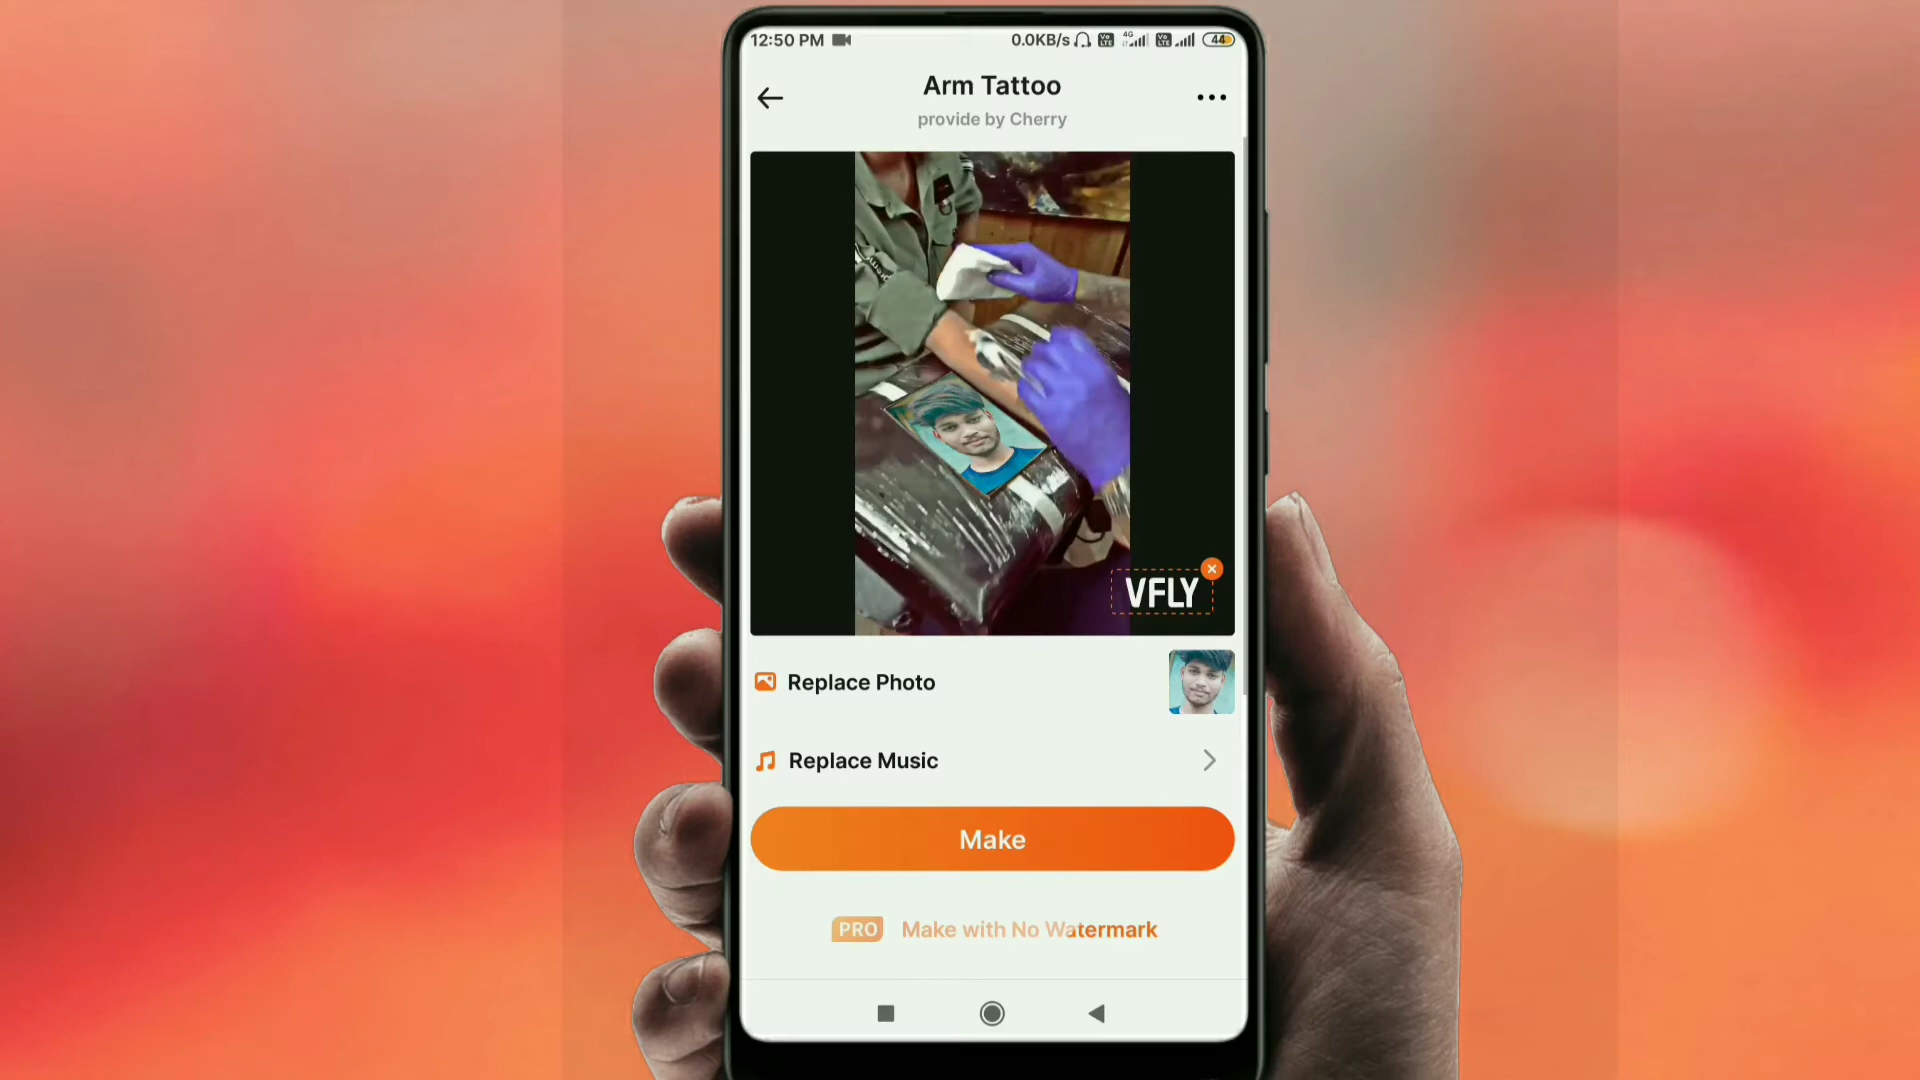 12:50 PM
0.0KB/s
4G
44
Arm Tattoo
provide by Cherry
VFLY
Replace Photo
Replace Music
Make
PRO Make with No Watermark